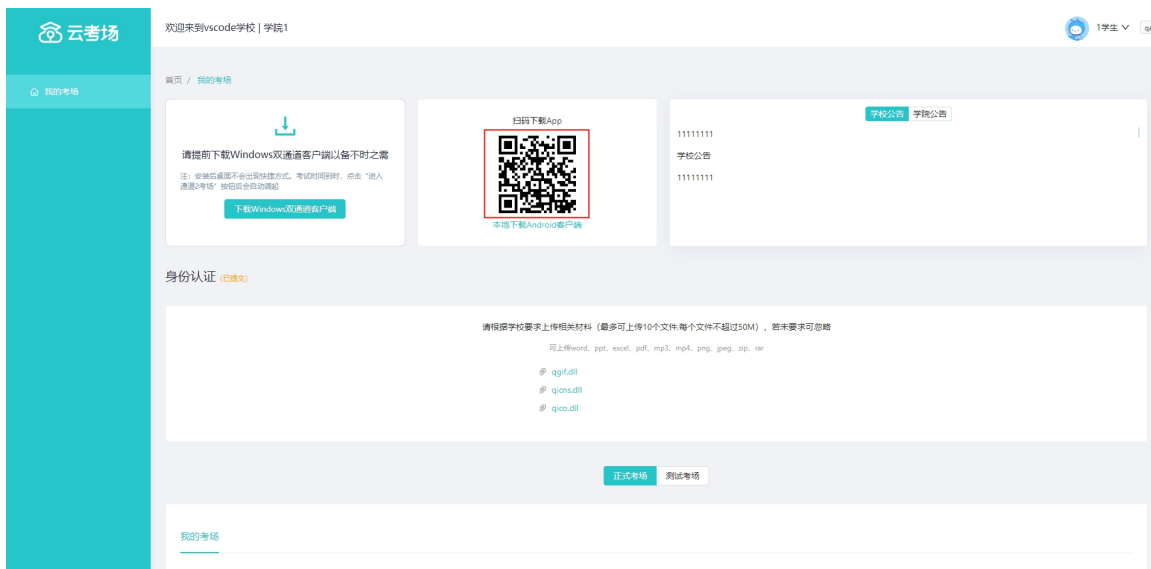 云考场
欢迎来到vscode学校 | 学院1
1学生
我的考场
首页 / 我的考场
请提前下载Windows双通道客户端以备不时之需
注：安装后桌面不会出现快捷方式。考试时间到时，点击“进入
通道2考场”按钮后会自动调起
下载Windows双通道客户端
扫码下载App
本地下载Android客户端
学校公告 学院公告
11111111
学校公告
11111111
身份认证 (已提交)
请根据学校要求上传相关材料（最多可上传10个文件,每个文件不超过50M），若未要求可忽略
可上传word、ppt、excel、pdf、mp3、mp4、png、jpeg、zip、rar
qgif.dll
qicns.dll
qico.dll
正式考场 测试考场
我的考场